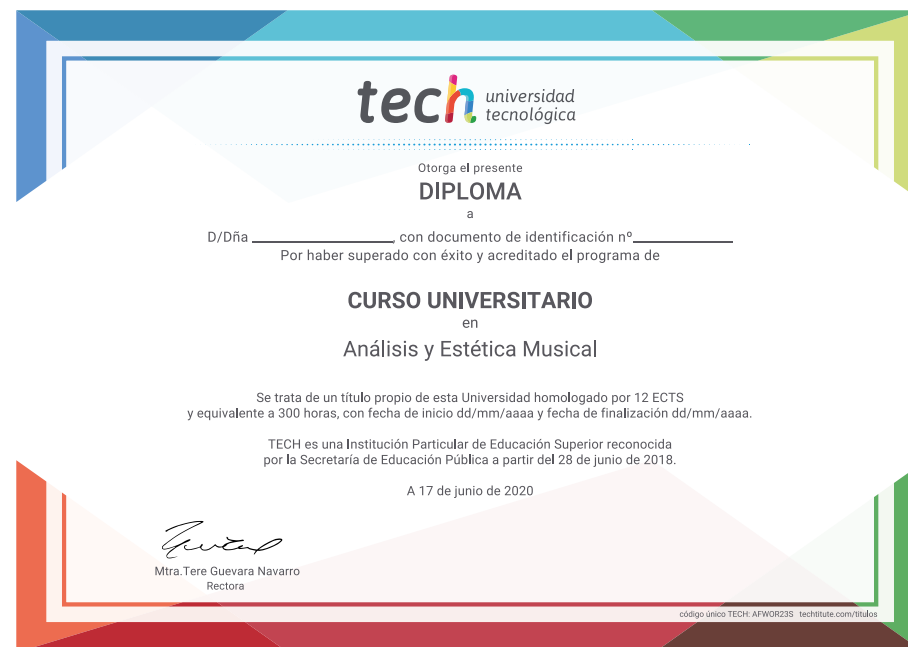 tech universidad
tecnológica
Otorga el presente
DIPLOMA
a
D/Dña ____________________, con documento de identificación nº______________
Por haber superado con éxito y acreditado el programa de
CURSO UNIVERSITARIO
en
Análisis y Estética Musical
Se trata de un título propio de esta Universidad homologado por 12 ECTS
y equivalente a 300 horas, con fecha de inicio dd/mm/aaaa y fecha de finalización dd/mm/aaaa.
TECH es una Institución Particular de Educación Superior reconocida
por la Secretaría de Educación Pública a partir del 28 de junio de 2018.
A 17 de junio de 2020
Mtra.Tere Guevara Navarro
Rectora
código único TECH: AFWOR23S techtitute.com/titulos